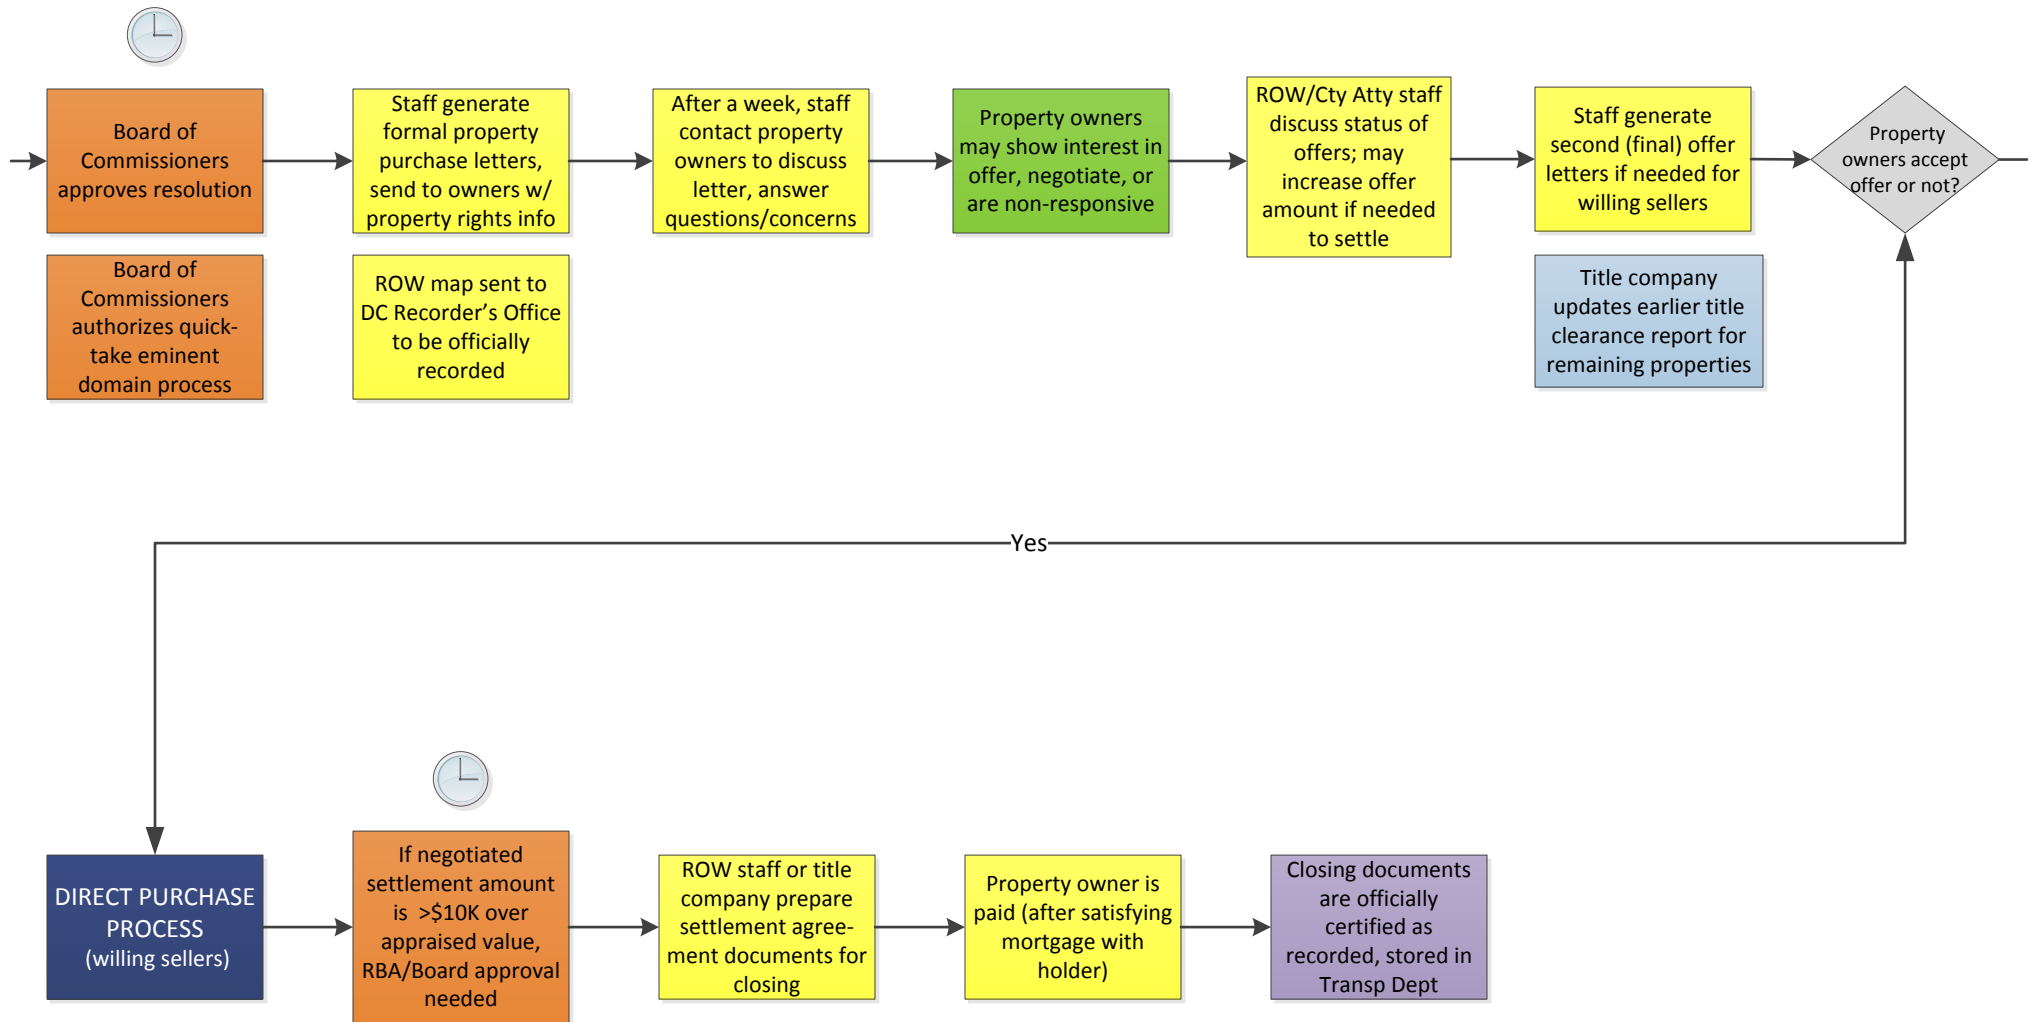 Board of
Commissioners
approves resolution
Staff generate
formal property
purchase letters,
send to owners w/
property rights info
After a week, staff
contact property
owners to discuss
letter, answer
questions/concerns
Property owners
may show interest in
offer, negotiate, or
are non-responsive
ROW/Cty Atty staff
discuss status of
offers; may
increase offer
amount if needed
to settle
Staff generate
second (final) offer
letters if needed for
willing sellers
Property
owners accept
offer or not?
Board of
Commissioners
authorizes quick-
take eminent
domain process
ROW map sent to
DC Recorder’s Office
to be officially
recorded
Title company
updates earlier title
clearance report for
remaining properties
Yes
DIRECT PURCHASE
PROCESS
(willing sellers)
If negotiated
settlement amount
is >$10K over
appraised value,
RBA/Board approval
needed
ROW staff or title
company prepare
settlement agree-
ment documents for
closing
Property owner is
paid (after satisfying
mortgage with
holder)
Closing documents
are officially
certified as
recorded, stored in
Transp Dept